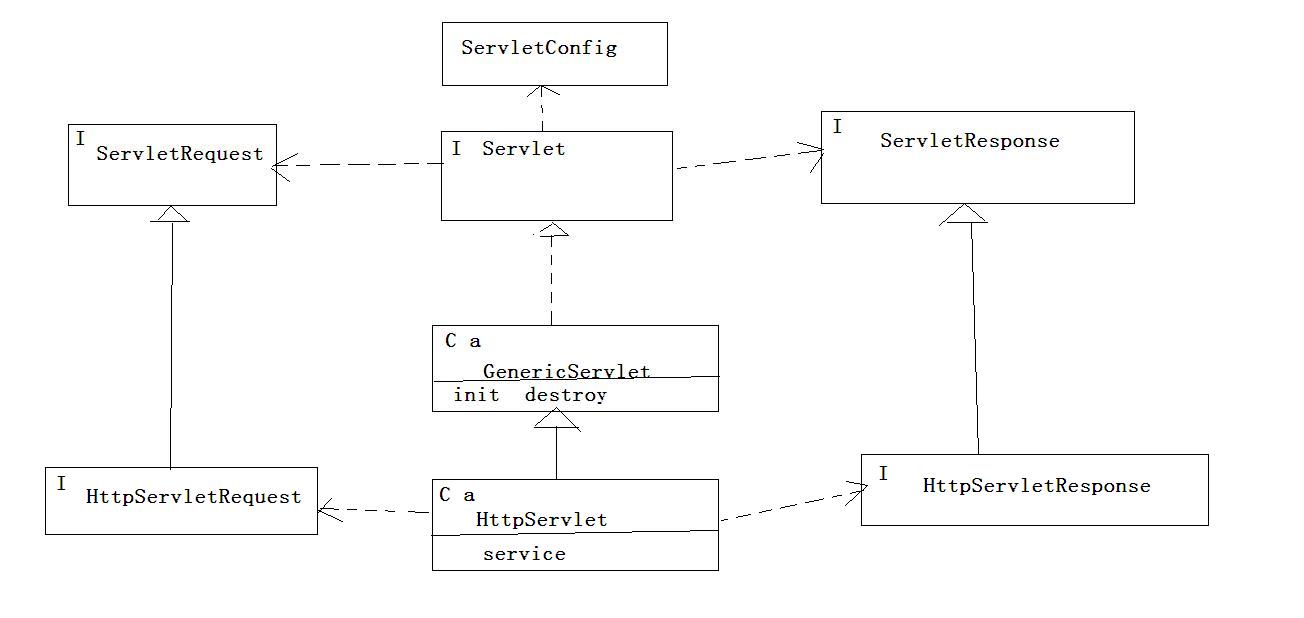 ServletConfig
I ServletRequest
I Servlet
I ServletResponse
C a
GenericServlet
init destroy
I HttpServletRequest
C a
HttpServlet
service
I HttpServletResponse